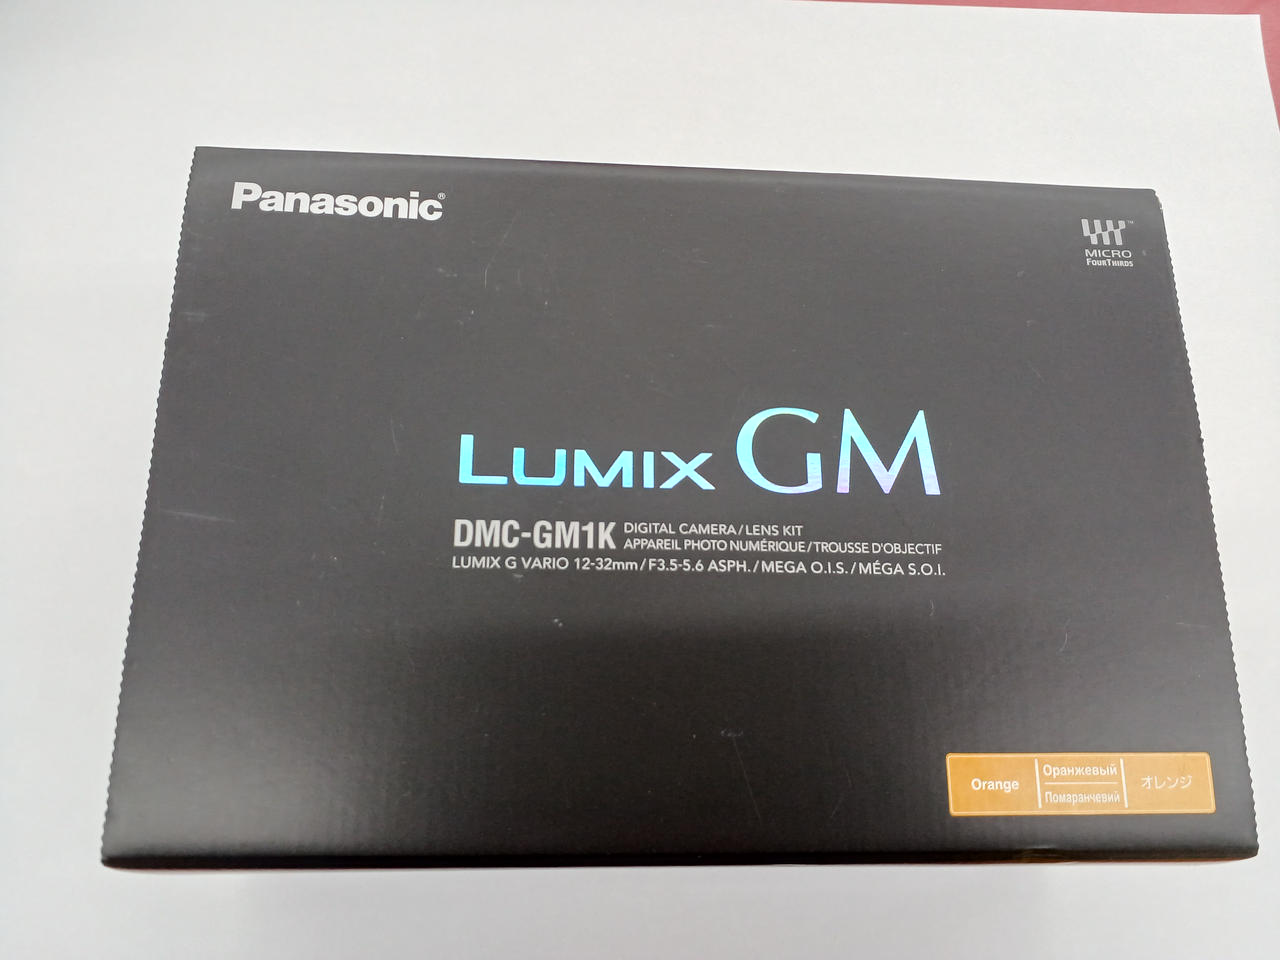 Panasonic®
MICRO
FOURTHIRDS
™
LUMIX GM
DMC-GM1K
DIGITAL CAMERA/LENS KIT
APPAREIL PHOTO NUMÉRIQUE/TROUSSE D'OBJECTIF
LUMIX G VARIO 12-32mm/F3.5-5.6 ASPH./MEGA O.I.S./MÉGA S.O.I.
Orange
Оранжевый
Помаранчевий
オレンジ